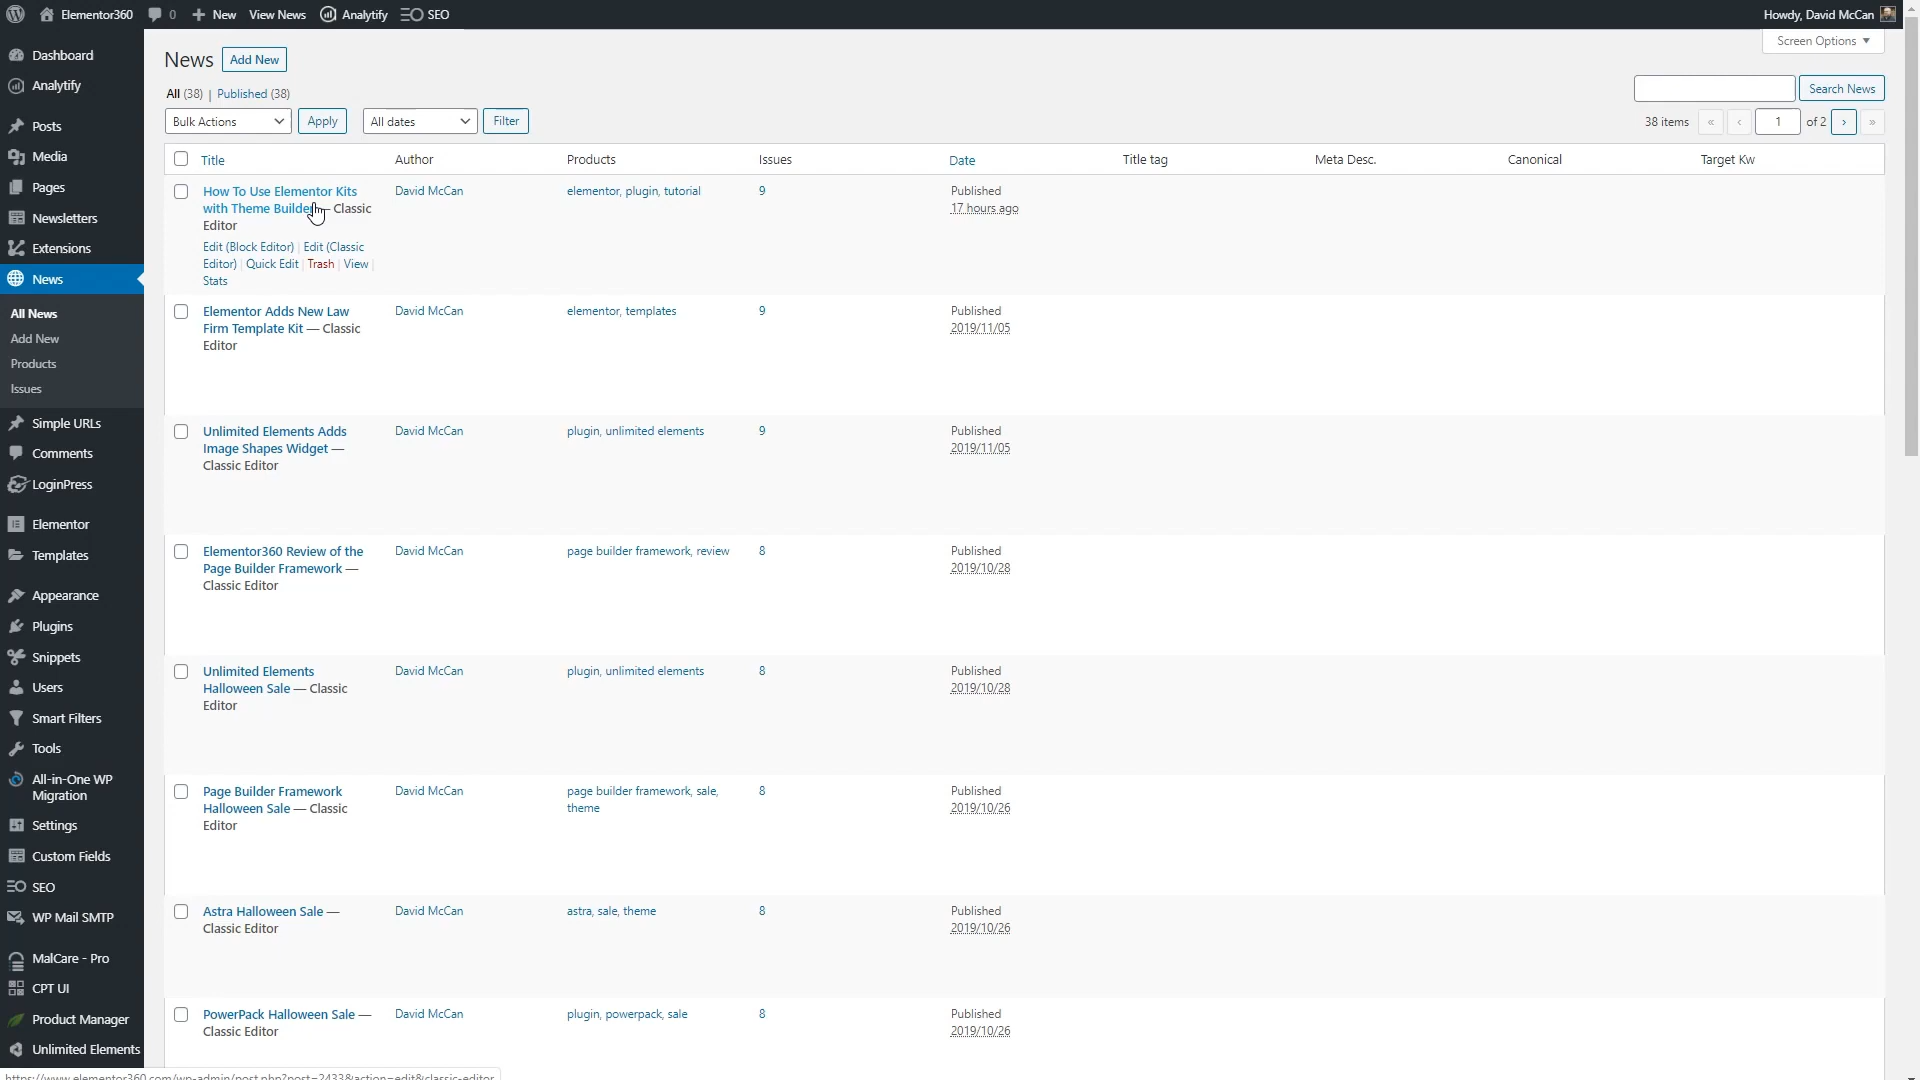 Elementor360 0 New View News Analytify SEO Howdy, David McCan
Screen Options
Dashboard
Analytify
Posts
Media
Pages
Newsletters
Extensions
News
All News
Add New
Products
Issues
Simple URLs
Comments
LoginPress
Elementor
Templates
Appearance
Plugins
Snippets
Users
Smart Filters
Tools
All-in-One WP
Migration
Settings
Custom Fields
SEO
WP Mail SMTP
MalCare - Pro
CPT UI
Product Manager
Unlimited Elements
News Add New
All (38) | Published (38)
Search News
Bulk Actions Apply All dates Filter
38 items « ‹ 1 of 2 › »
Title Author Products Issues Date Title tag Meta Desc. Canonical Target Kw
How To Use Elementor Kits David McCan elementor, plugin, tutorial 9 Published
with Theme Builder — Classic 17 hours ago
Editor
Edit (Block Editor) | Edit (Classic
Editor) | Quick Edit | Trash | View |
Stats
Elementor Adds New Law David McCan elementor, templates 9 Published
Firm Template Kit — Classic 2019/11/05
Editor
Unlimited Elements Adds David McCan plugin, unlimited elements 9 Published
Image Shapes Widget — 2019/11/05
Classic Editor
Elementor360 Review of the David McCan page builder framework, review 8 Published
Page Builder Framework — 2019/10/28
Classic Editor
Unlimited Elements David McCan plugin, unlimited elements 8 Published
Halloween Sale — Classic 2019/10/28
Editor
Page Builder Framework David McCan page builder framework, sale, 8 Published
Halloween Sale — Classic theme 2019/10/26
Editor
Astra Halloween Sale — David McCan astra, sale, theme 8 Published
Classic Editor 2019/10/26
PowerPack Halloween Sale — David McCan plugin, powerpack, sale 8 Published
Classic Editor 2019/10/26
https://www.elementor360.com/wp-admin/post.php?post=2433&action=edit&classic-editor